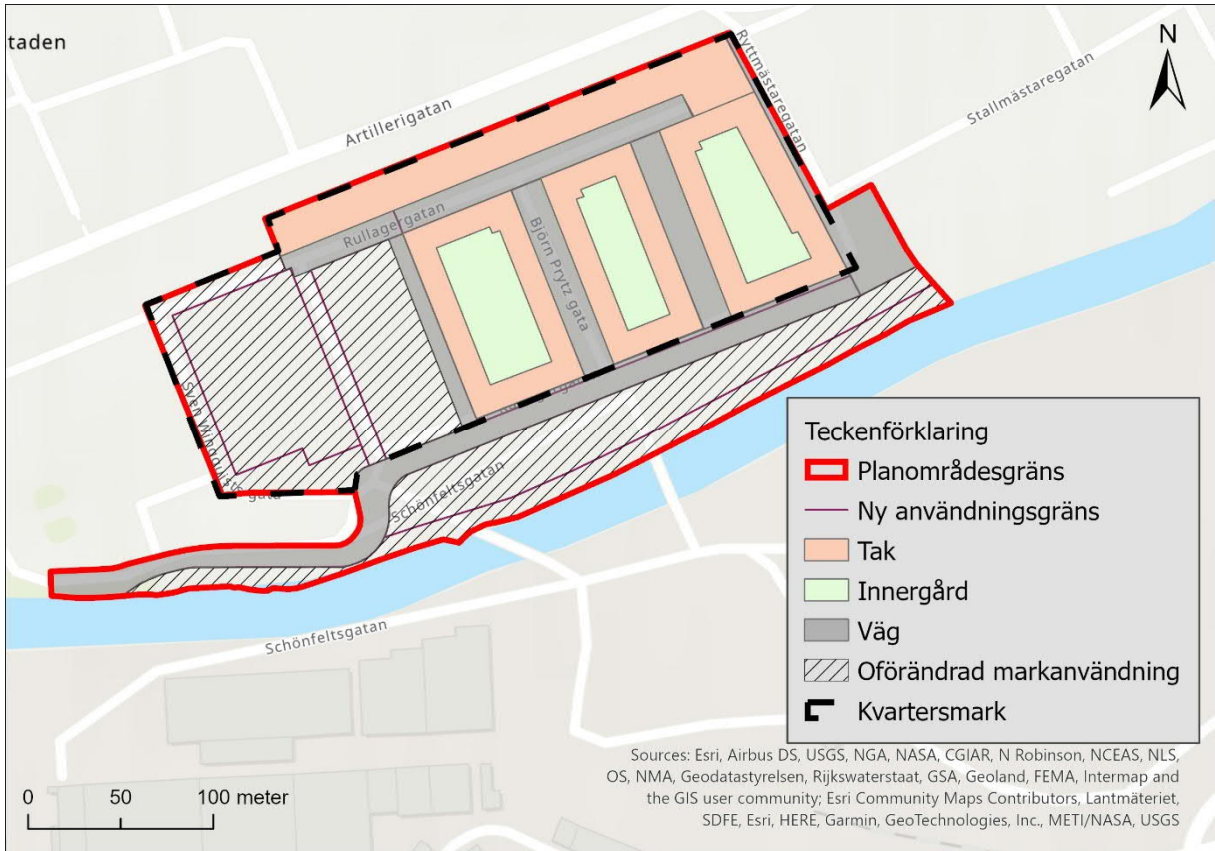 taden
Artillerigatan
Ryttmästaregatan
N
Stallmästaregatan
Rullagergatan
Björn Prytz gata
Sven Wingquists gata
Schönfeltsgatan
Schönfeltsgatan
Teckenförklaring
Planområdesgräns
Ny användningsgräns
Tak
Innergård
Väg
Oförändrad markanvändning
Kvartersmark
0 50 100 meter
Sources: Esri, Airbus DS, USGS, NGA, NASA, CGIAR, N Robinson, NCEAS, NLS,
OS, NMA, Geodatastyrelsen, Rijkswaterstaat, GSA, Geoland, FEMA, Intermap and
the GIS user community; Esri Community Maps Contributors, Lantmäteriet,
SDFE, Esri, HERE, Garmin, GeoTechnologies, Inc., METI/NASA, USGS